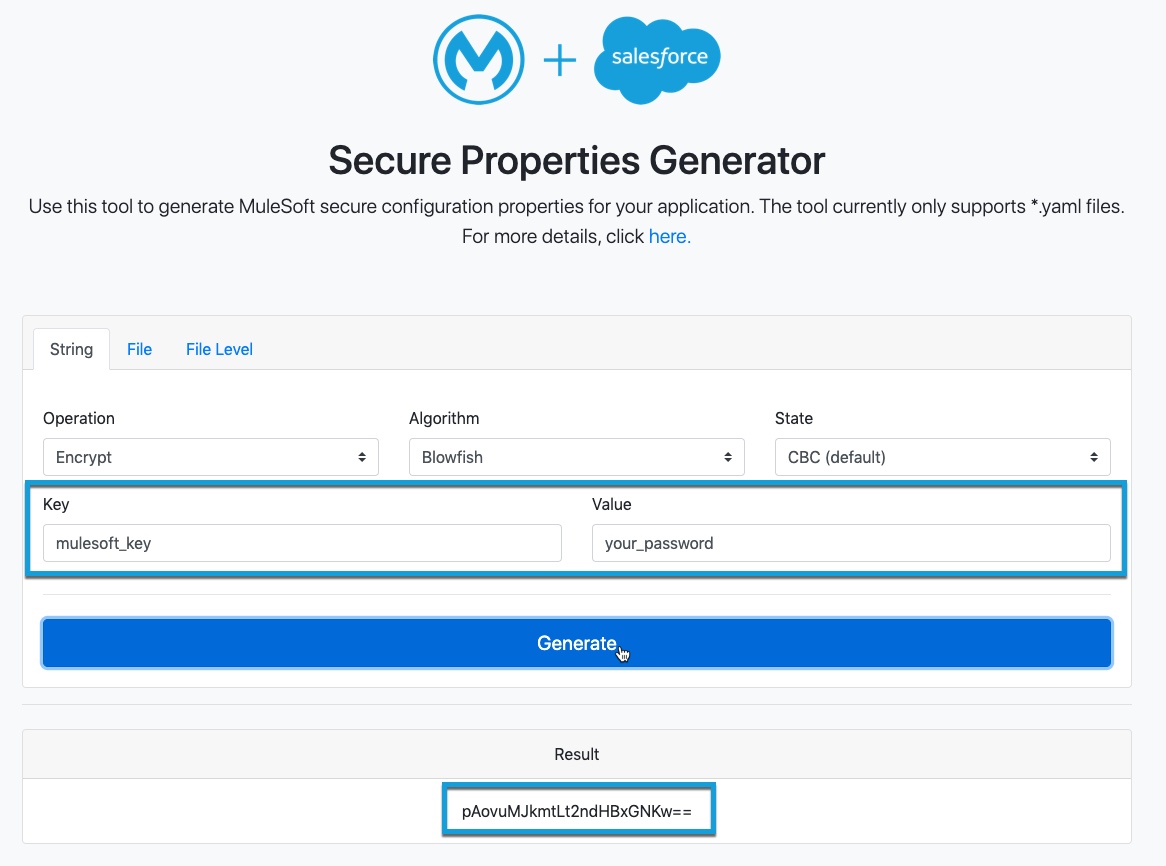 salesforce
Secure Properties Generator
Use this tool to generate MuleSoft secure configuration properties for your application. The tool currently only supports *.yaml files.
For more details, click here.
String File File Level
Operation Algorithm State
Encrypt Blowfish CBC (default)
Key Value
mulesoft_key your_password
Generate
Result
pAovuMJkmtLt2ndHBxGNKw==